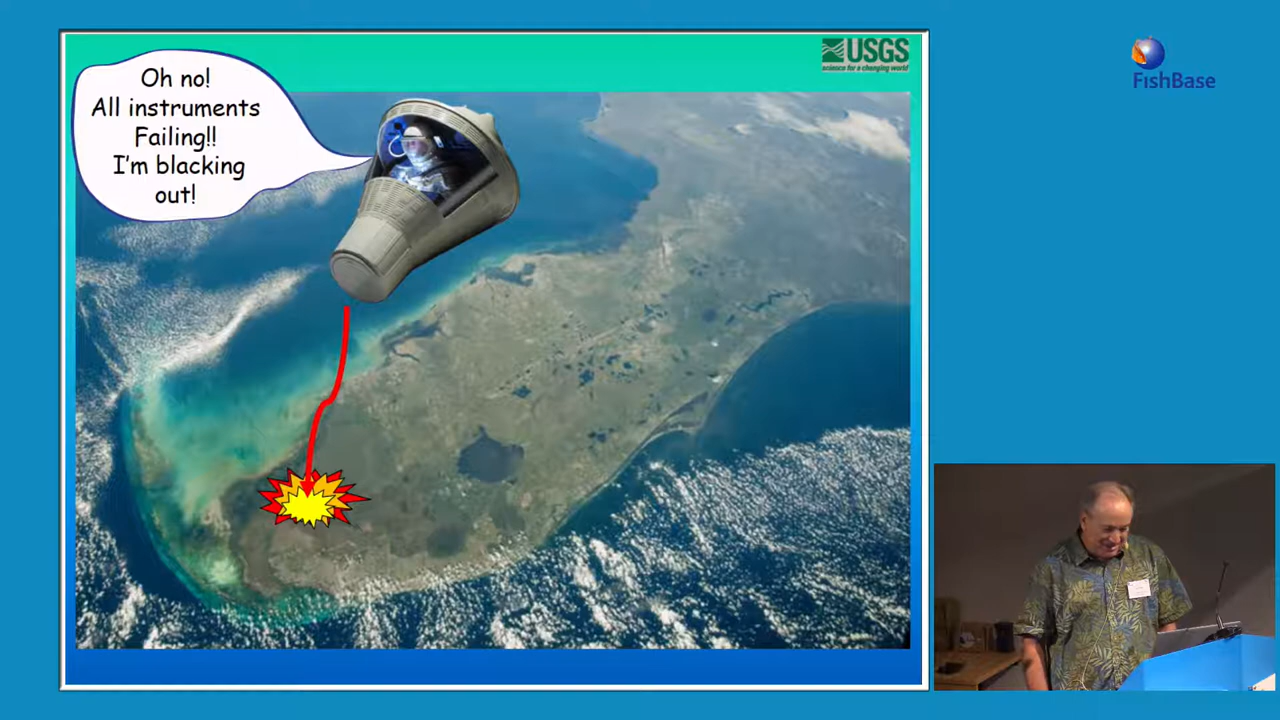 Oh no!
All instruments
Failing!!
I'm blacking
out!
USGS
science for a changing world
FishBase